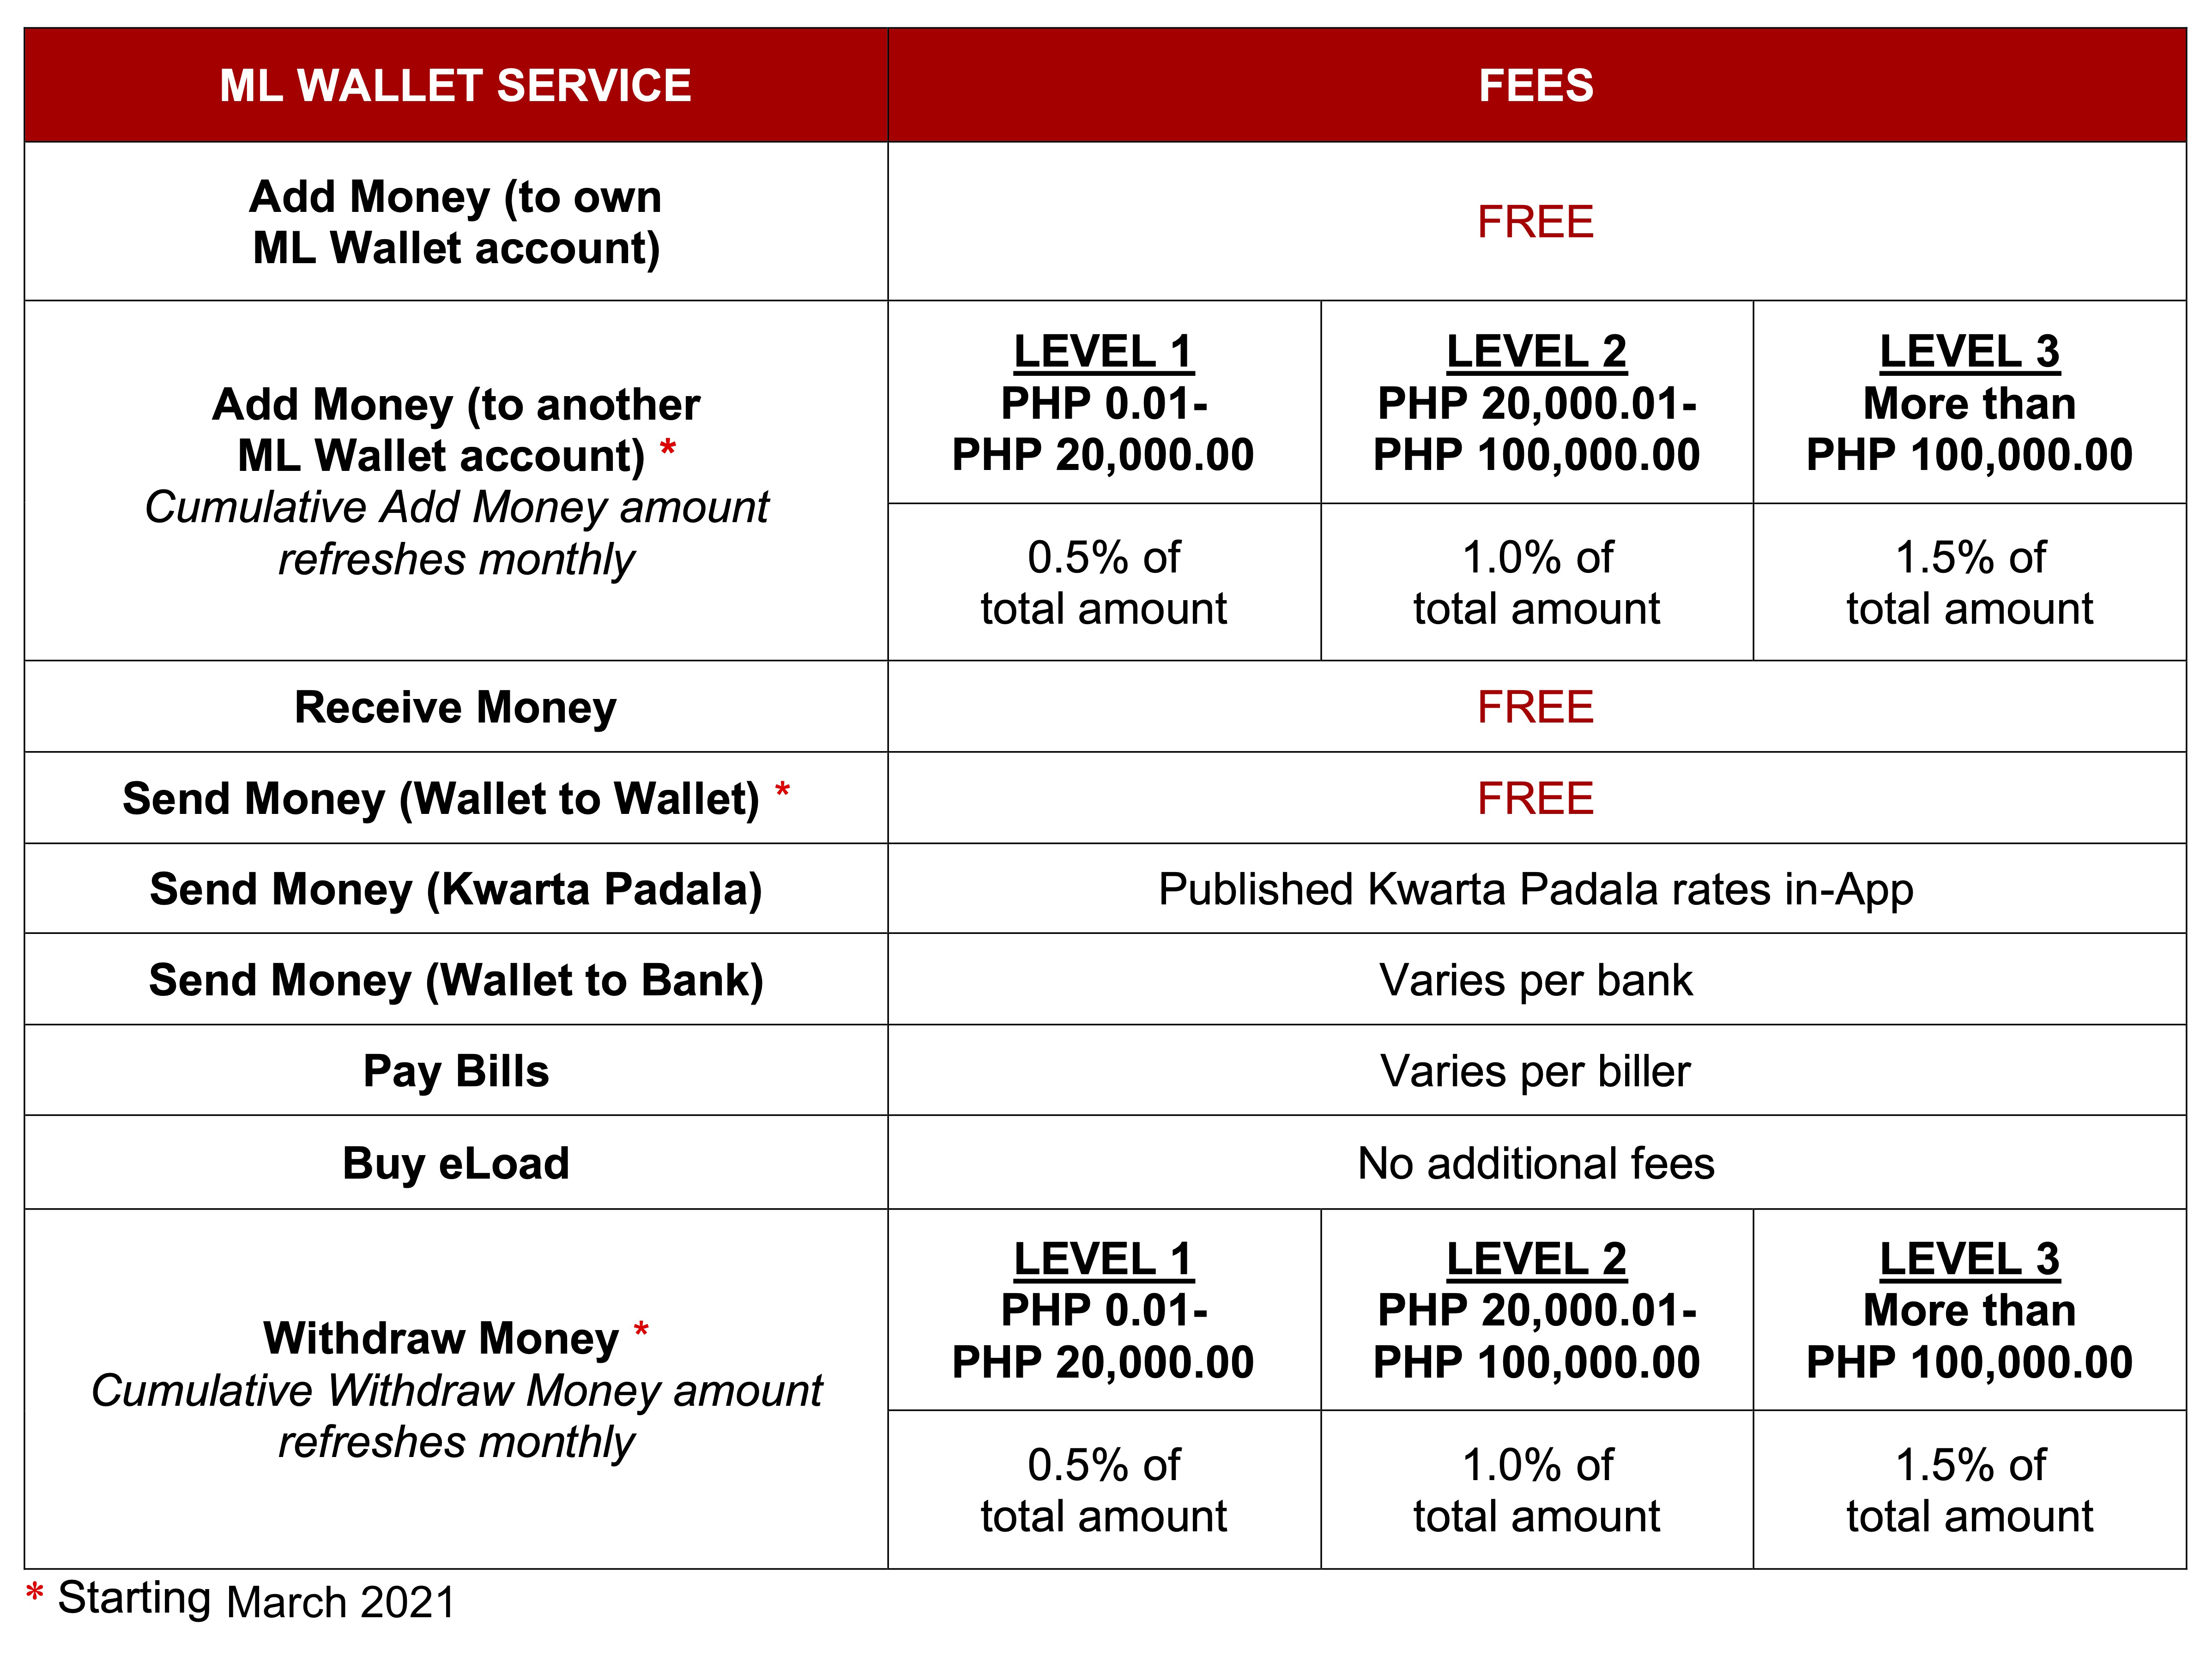 ML WALLET SERVICE
FEES
Add Money (to own
ML Wallet account)
FREE
Add Money (to another
ML Wallet account) *
Cumulative Add Money amount
refreshes monthly
LEVEL 1
PHP 0.01-
PHP 20,000.00
LEVEL 2
PHP 20,000.01-
PHP 100,000.00
LEVEL 3
More than
PHP 100,000.00
0.5% of
total amount
1.0% of
total amount
1.5% of
total amount
Receive Money
FREE
Send Money (Wallet to Wallet) *
FREE
Send Money (Kwarta Padala)
Published Kwarta Padala rates in-App
Send Money (Wallet to Bank)
Varies per bank
Pay Bills
Varies per biller
Buy eLoad
No additional fees
Withdraw Money *
Cumulative Withdraw Money amount
refreshes monthly
LEVEL 1
PHP 0.01-
PHP 20,000.00
LEVEL 2
PHP 20,000.01-
PHP 100,000.00
LEVEL 3
More than
PHP 100,000.00
0.5% of
total amount
1.0% of
total amount
1.5% of
total amount
* Starting March 2021